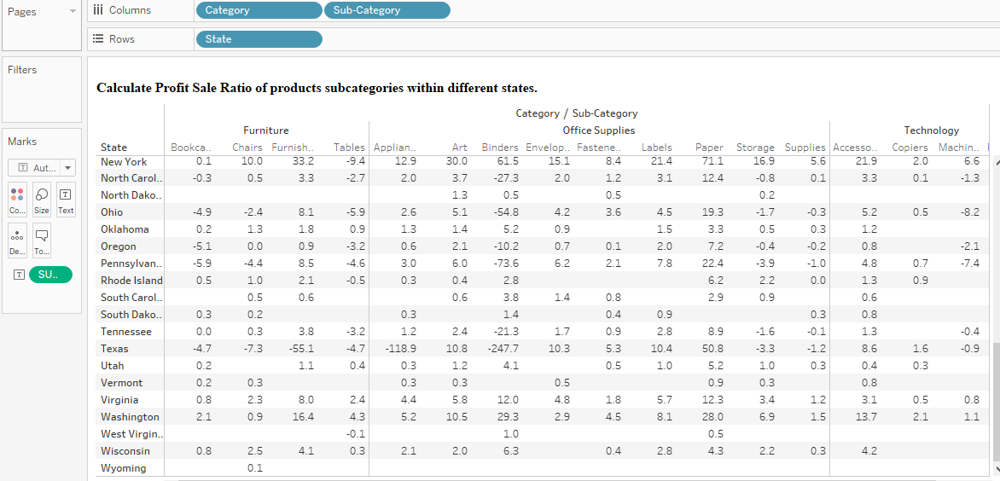 Pages
Columns Category Sub-Category
Rows State
Filters
Calculate Profit Sale Ratio of products subcategories within different states.
Category / Sub-Category
Furniture Office Supplies Technology
Marks
State Bookca.. Chairs Furnish.. Tables Applian.. Art Binders Envelop.. Fastene.. Labels Paper Storage Supplies Accesso.. Copiers Machin..
New York 0.1 10.0 33.2 -9.4 12.9 30.0 61.5 15.1 8.4 21.4 71.1 16.9 5.6 21.9 2.0 6.6
T Aut...
North Carol.. -0.3 0.5 3.3 -2.7 2.0 3.7 -27.3 2.0 1.2 3.1 12.4 -0.8 0.1 3.3 0.1 -1.3
North Dako.. 1.3 0.5 0.5 0.2
T
Co... Size Text
Ohio -4.9 -2.4 8.1 -5.9 2.6 5.1 -54.8 4.2 3.6 4.5 19.3 -1.7 -0.3 5.2 0.5 -8.2
Oklahoma 0.2 1.3 1.8 0.9 1.3 1.4 5.2 0.9 1.5 3.3 0.5 0.3 1.2
Oregon -5.1 0.0 0.9 -3.2 0.6 2.1 -10.2 0.7 0.1 2.0 7.2 -0.4 -0.2 0.8 -2.1
De... To...
Pennsylvan.. -5.9 -4.4 8.5 -4.6 3.0 6.0 -73.6 6.2 2.1 7.8 22.4 -3.9 -1.0 4.8 0.7 -7.4
T SU..
Rhode Island 0.5 1.0 2.1 -0.5 0.3 0.4 2.8 6.2 2.2 0.0 1.3 0.9
South Carol.. 0.5 0.6 0.6 3.8 1.4 0.8 2.9 0.9 0.6
South Dako.. 0.3 0.2 0.3 1.4 0.4 0.9 0.3 0.8
Tennessee 0.0 0.3 3.8 -3.2 1.2 2.4 -21.3 1.7 0.9 2.8 8.9 -1.6 -0.1 1.3 -0.4
Texas -4.7 -7.3 -55.1 -4.7 -118.9 10.8 -247.7 10.3 5.3 10.4 50.8 -3.3 -1.2 8.6 1.6 -0.9
Utah 0.2 1.1 0.4 0.3 1.2 4.1 0.5 1.0 5.2 1.0 0.3 0.4 0.3
Vermont 0.2 0.3 0.3 0.3 0.5 0.9 0.3 0.8
Virginia 0.8 2.3 8.0 2.4 4.4 5.8 12.0 4.8 1.8 5.7 12.3 3.4 1.2 3.1 0.5 0.8
Washington 2.1 0.9 16.4 4.3 5.2 10.5 29.3 2.9 4.5 8.1 28.0 6.9 1.5 13.7 2.1 1.1
West Virgin.. -0.1 1.0 0.5
Wisconsin 0.8 2.5 4.1 0.3 2.1 2.0 6.3 0.4 2.8 4.3 2.2 0.3 4.2
Wyoming 0.1